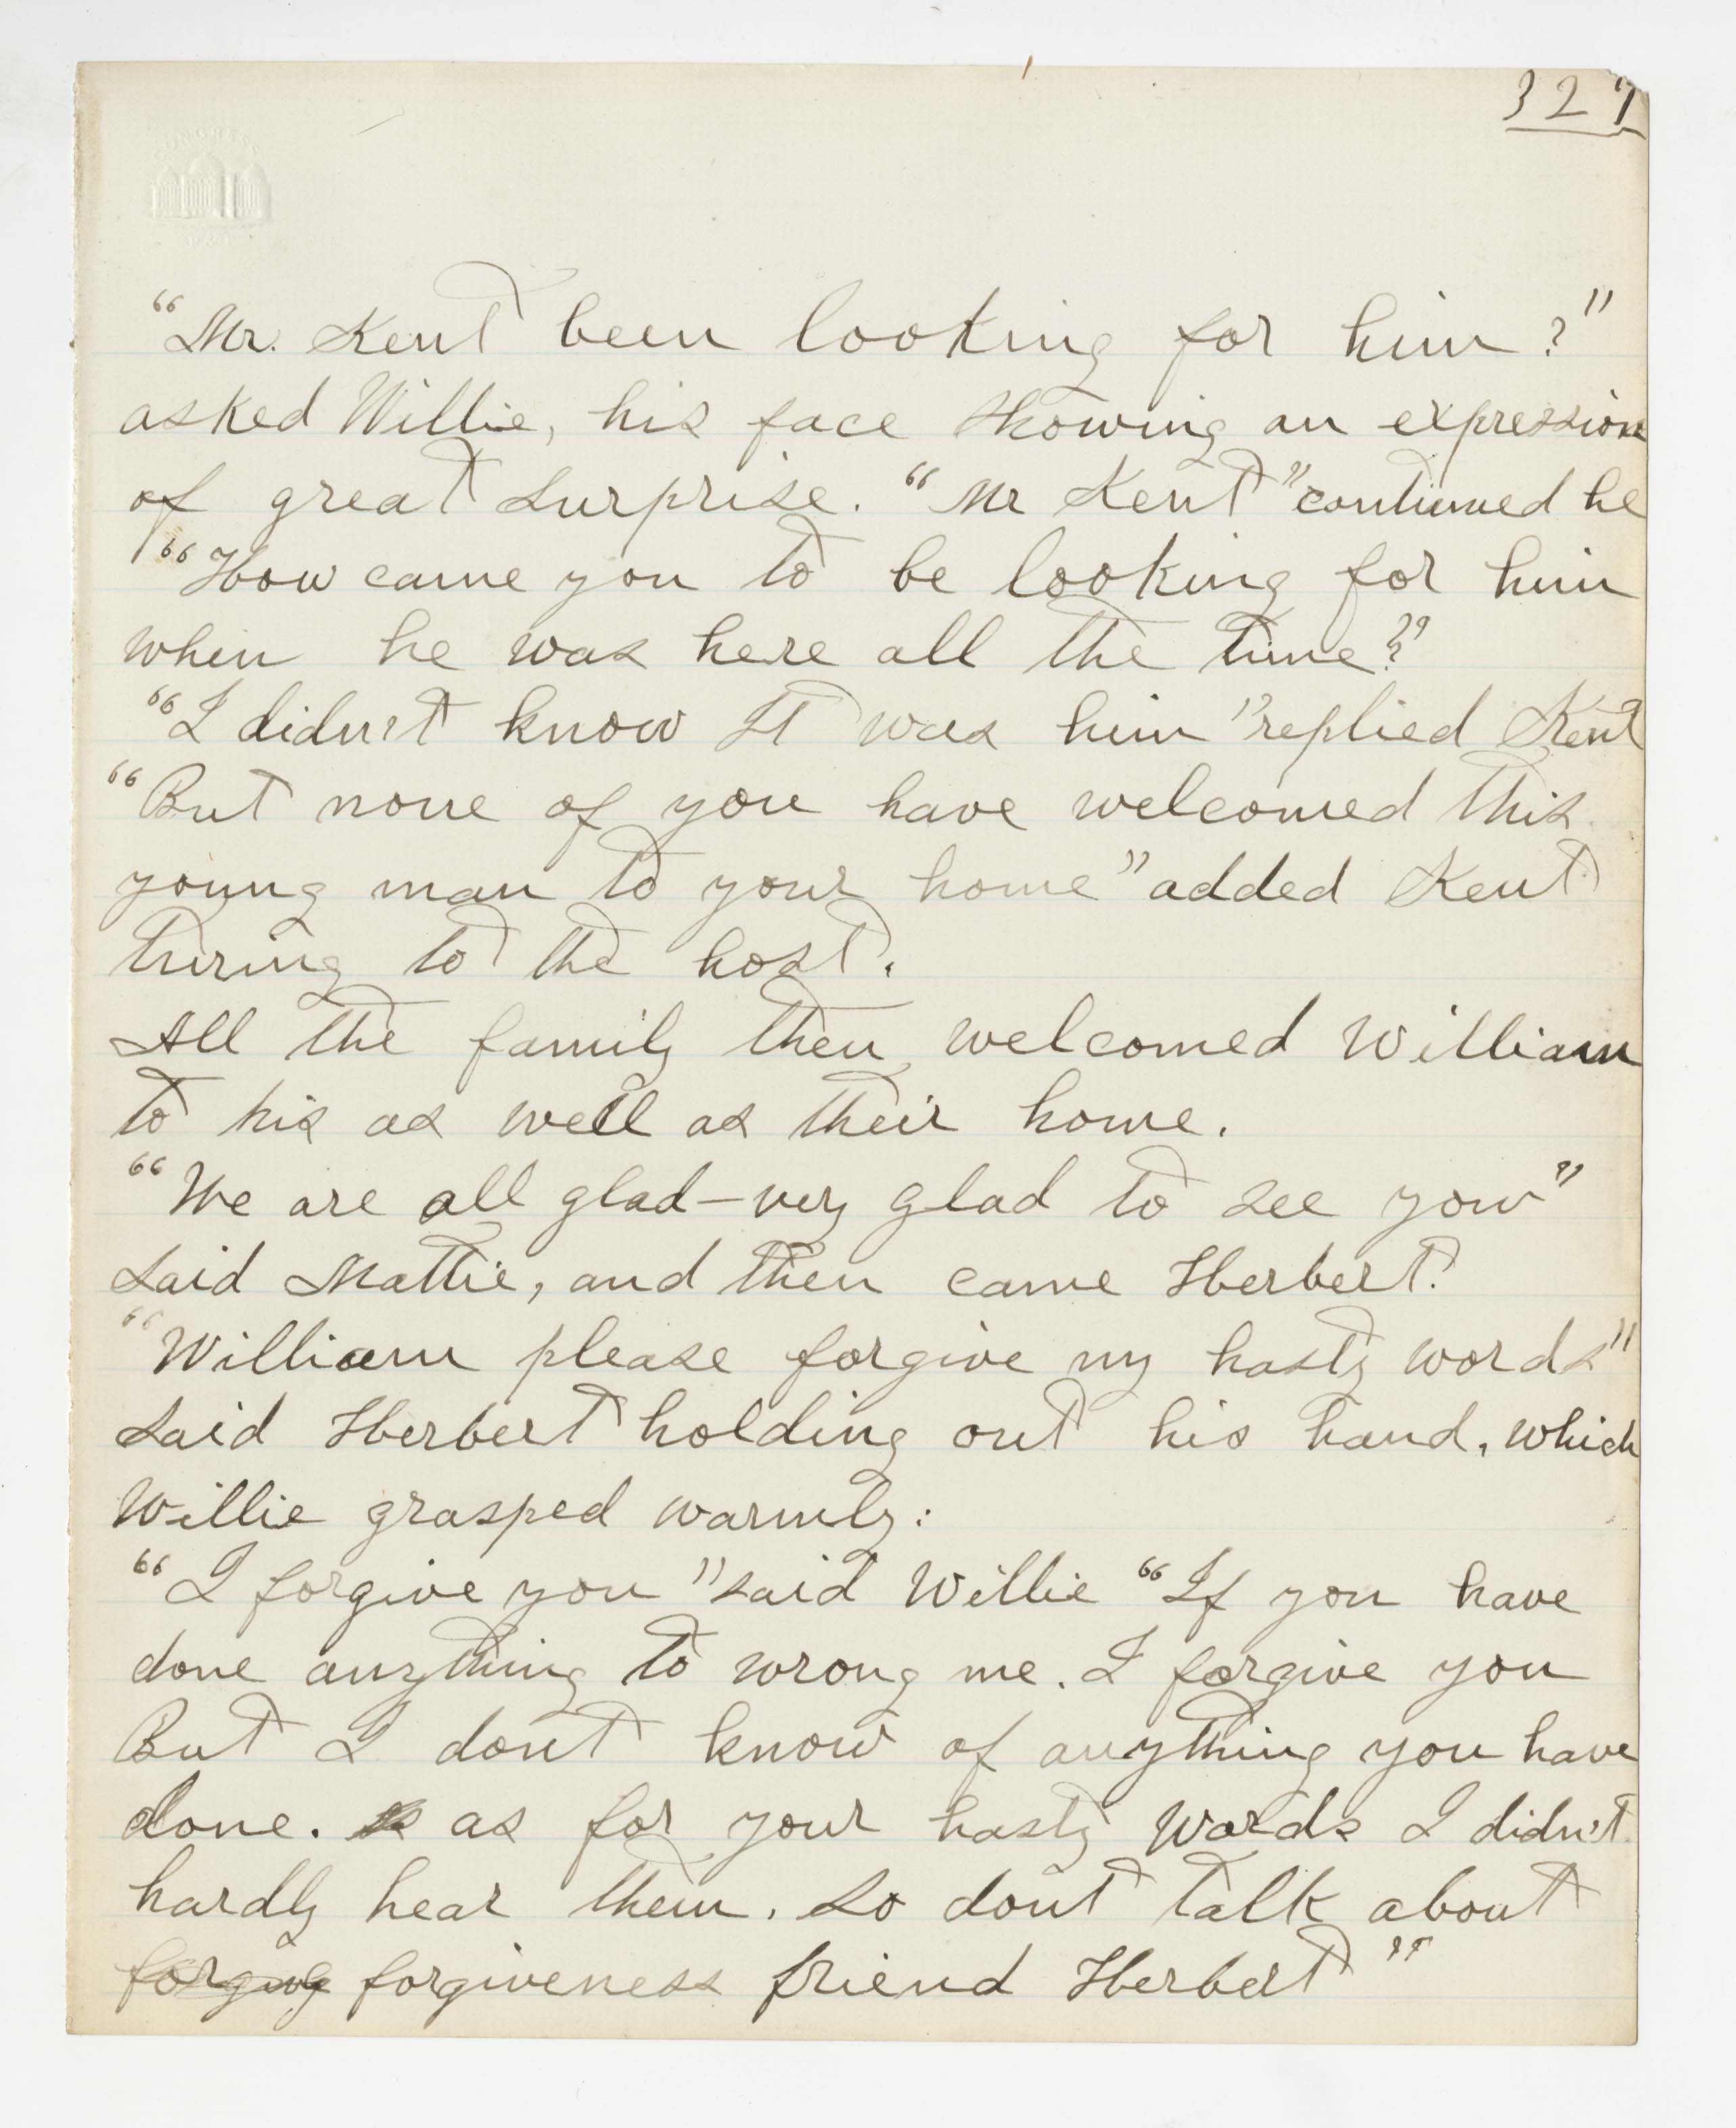 327
"Mr. Kent been looking for him?"
asked Willie, his face showing an expression
of great surprise. "Mr Kent" continued he
"How came you to be looking for him
when he was here all the time?"
"I didn't know It was him" replied Kent
"But none of you have welcomed this
young man to your home" added Kent
turing to the host.
All the family then welcomed William
to his as well as their home.
"We are all glad—very glad to see you"
said Mattie, and then came Herbert.
"William please forgive my hasty words"
said Herbert holding out his hand, which
Willie grasped warmly:
"I forgive you" said Willie "If you have
done anything to wrong me. I forgive you
But I dont know of anything you have
done. as for your hasty words I didn't
hardly hear them. So dont talk about
forgivg forgiveness friend Herbert"